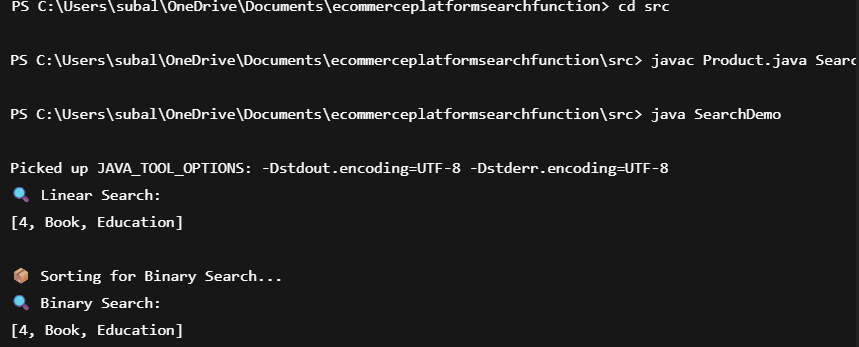 PS C:\Users\subal\OneDrive\Documents\ecommerceplatformsearchfunction> cd src
PS C:\Users\subal\OneDrive\Documents\ecommerceplatformsearchfunction\src> javac Product.java Searc
PS C:\Users\subal\OneDrive\Documents\ecommerceplatformsearchfunction\src> java SearchDemo
Picked up JAVA_TOOL_OPTIONS: -Dstdout.encoding=UTF-8 -Dstderr.encoding=UTF-8
🔍 Linear Search:
[4, Book, Education]
📦 Sorting for Binary Search...
🔍 Binary Search:
[4, Book, Education]